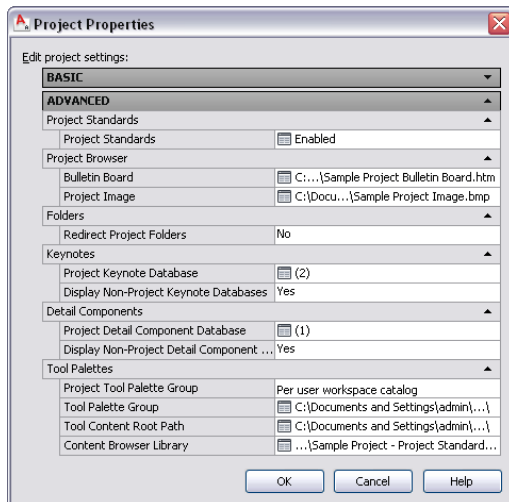 Project Properties
Edit project settings:
BASIC
ADVANCED
Project Standards
Project Standards Enabled
Project Browser
Bulletin Board C:...\Sample Project Bulletin Board.htm
Project Image C:\Docu...\Sample Project Image.bmp
Folders
Redirect Project Folders No
Keynotes
Project Keynote Database (2)
Display Non-Project Keynote Databases Yes
Detail Components
Project Detail Component Database (1)
Display Non-Project Detail Component ... Yes
Tool Palettes
Project Tool Palette Group Per user workspace catalog
Tool Palette Group C:\Documents and Settings\admin\...\
Tool Content Root Path C:\Documents and Settings\admin\...\
Content Browser Library ...\Sample Project - Project Standard...
OK Cancel Help